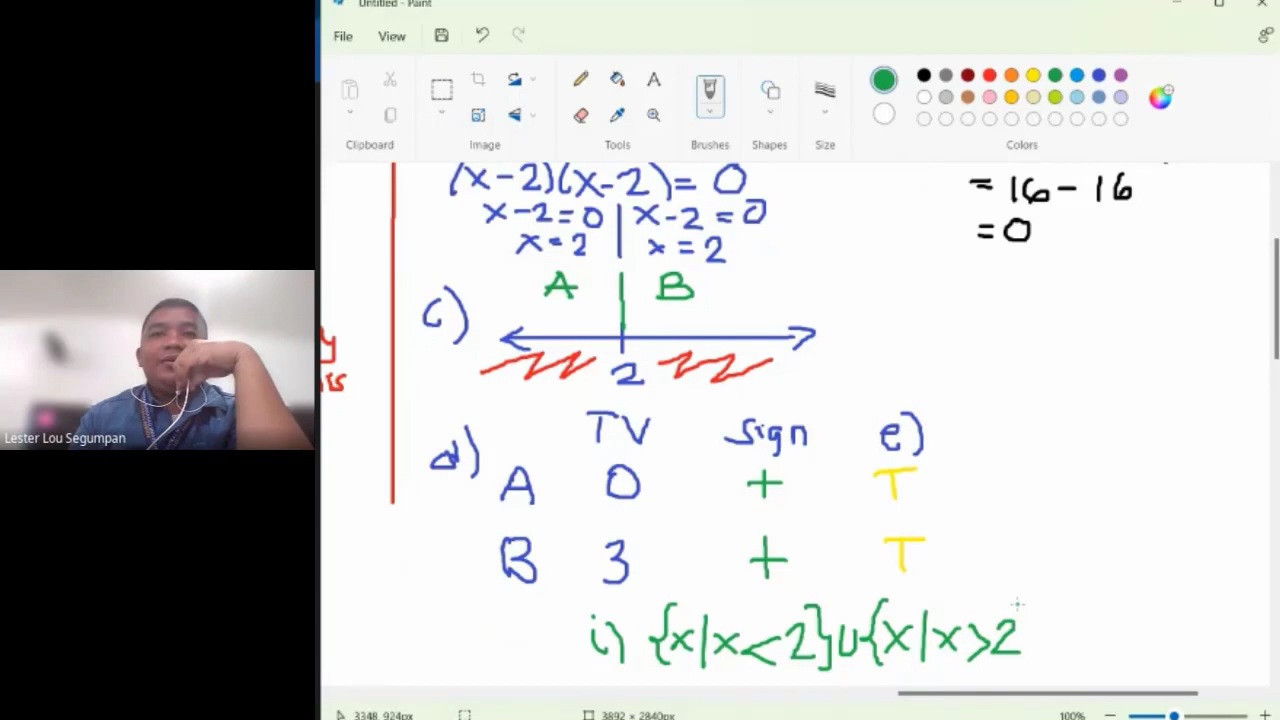 Untitled - Paint
File View
Clipboard Image Tools Brushes Shapes Size Colors
(x-2)(x-2)= 0
x-2=0 | x-2=0
x=2 | x=2
= 16 - 16
= 0
A B
c)
2
TV Sign e)
d)
A 0 + T
B 3 + T
i) {x|x<2}∪{x|x>2
Lester Lou Segumpan
3348, 924px 3892 × 2840px 100%